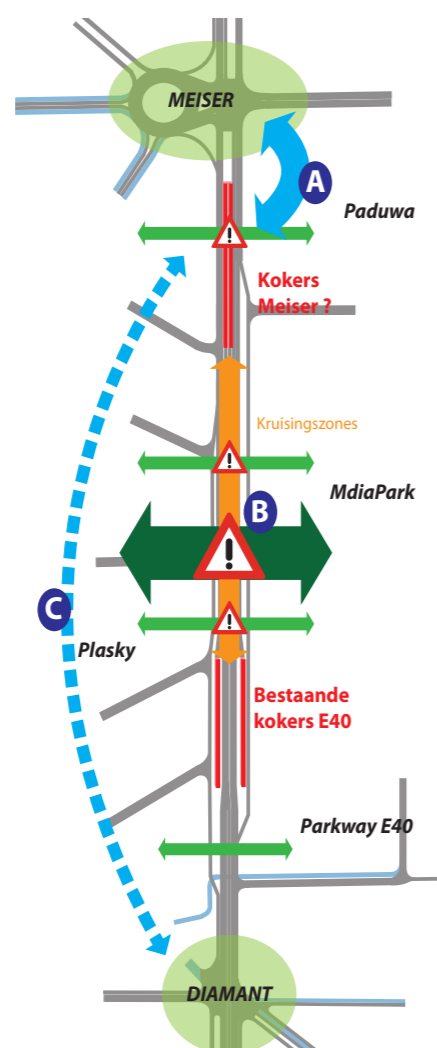 MEISER
A
Paduwa
!
Kokers
Meiser ?
Kruisingszones
!
MdiaPark
B
!
C
!
Plasky
Bestaande
kokers E40
Parkway E40
DIAMANT